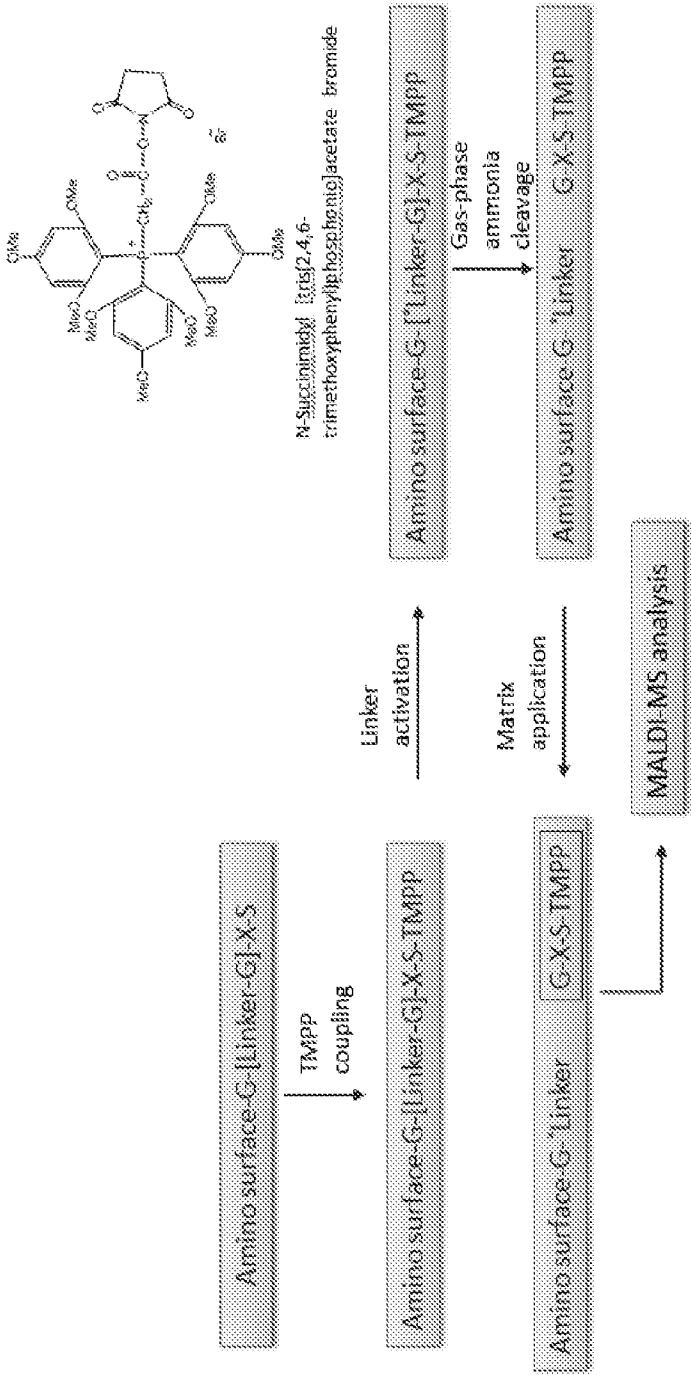 Amino surface-G-[Linker-G]-X-S
TMPP
coupling
Amino surface-G-[Linker-G]-X-S-TMPP
Linker
activation
N-Succinimidyl [tris(2,4,6-
trimethoxyphenyl)phosphonio]acetate bromide
OMe
MeO
OMe
MeO
OMe
MeO
OMe
MeO
OMe
CH₂
O
O
N
O
O
Br
Amino surface-G-[*Linker-G]-X-S-TMPP
Gas-phase
ammonia
cleavage
Amino surface-G-*Linker G-X-S-TMPP
Matrix
application
Amino surface-G-*Linker G-X-S-TMPP
MALDI-MS analysis